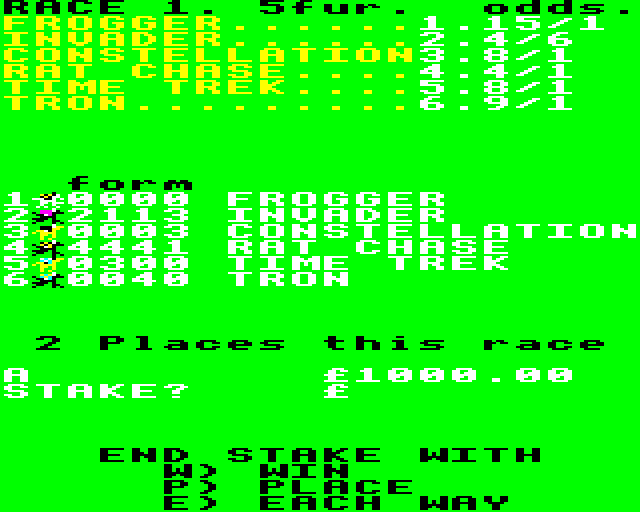 RACE 1. 5fur. odds.
FROGGER......1.15/1
INVADER......2.4/6
CONSTELLATION3.8/1
RAT CHASE....4.4/1
TIME TREK....5.8/1
TRON.........6.9/1
form
1 0000 FROGGER
2 2113 INVADER
3 0003 CONSTELLATION
4 4441 RAT CHASE
5 0300 TIME TREK
6 0040 TRON
2 Places this race
A £1000.00
STAKE? £
END STAKE WITH
W) WIN
P) PLACE
E) EACH WAY